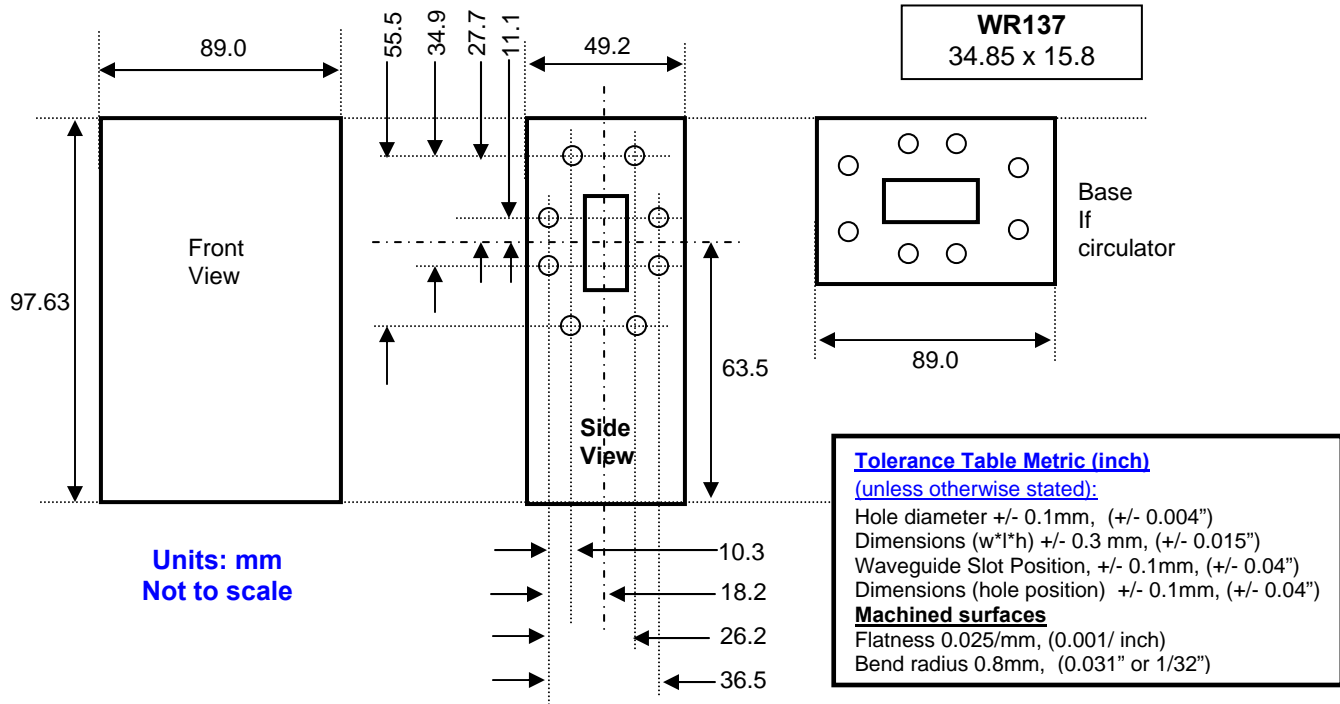 89.0
55.5
34.9
27.7
11.1
49.2
WR137
34.85 x 15.8
Front
View
97.63
Base
If
circulator
63.5
89.0
Side
View
Units: mm
Not to scale
10.3
18.2
26.2
36.5
Tolerance Table Metric (inch)
(unless otherwise stated):
Hole diameter +/- 0.1mm, (+/- 0.004”)
Dimensions (w*l*h) +/- 0.3 mm, (+/- 0.015”)
Waveguide Slot Position, +/- 0.1mm, (+/- 0.04”)
Dimensions (hole position) +/- 0.1mm, (+/- 0.04”)
Machined surfaces
Flatness 0.025/mm, (0.001/ inch)
Bend radius 0.8mm, (0.031” or 1/32”)